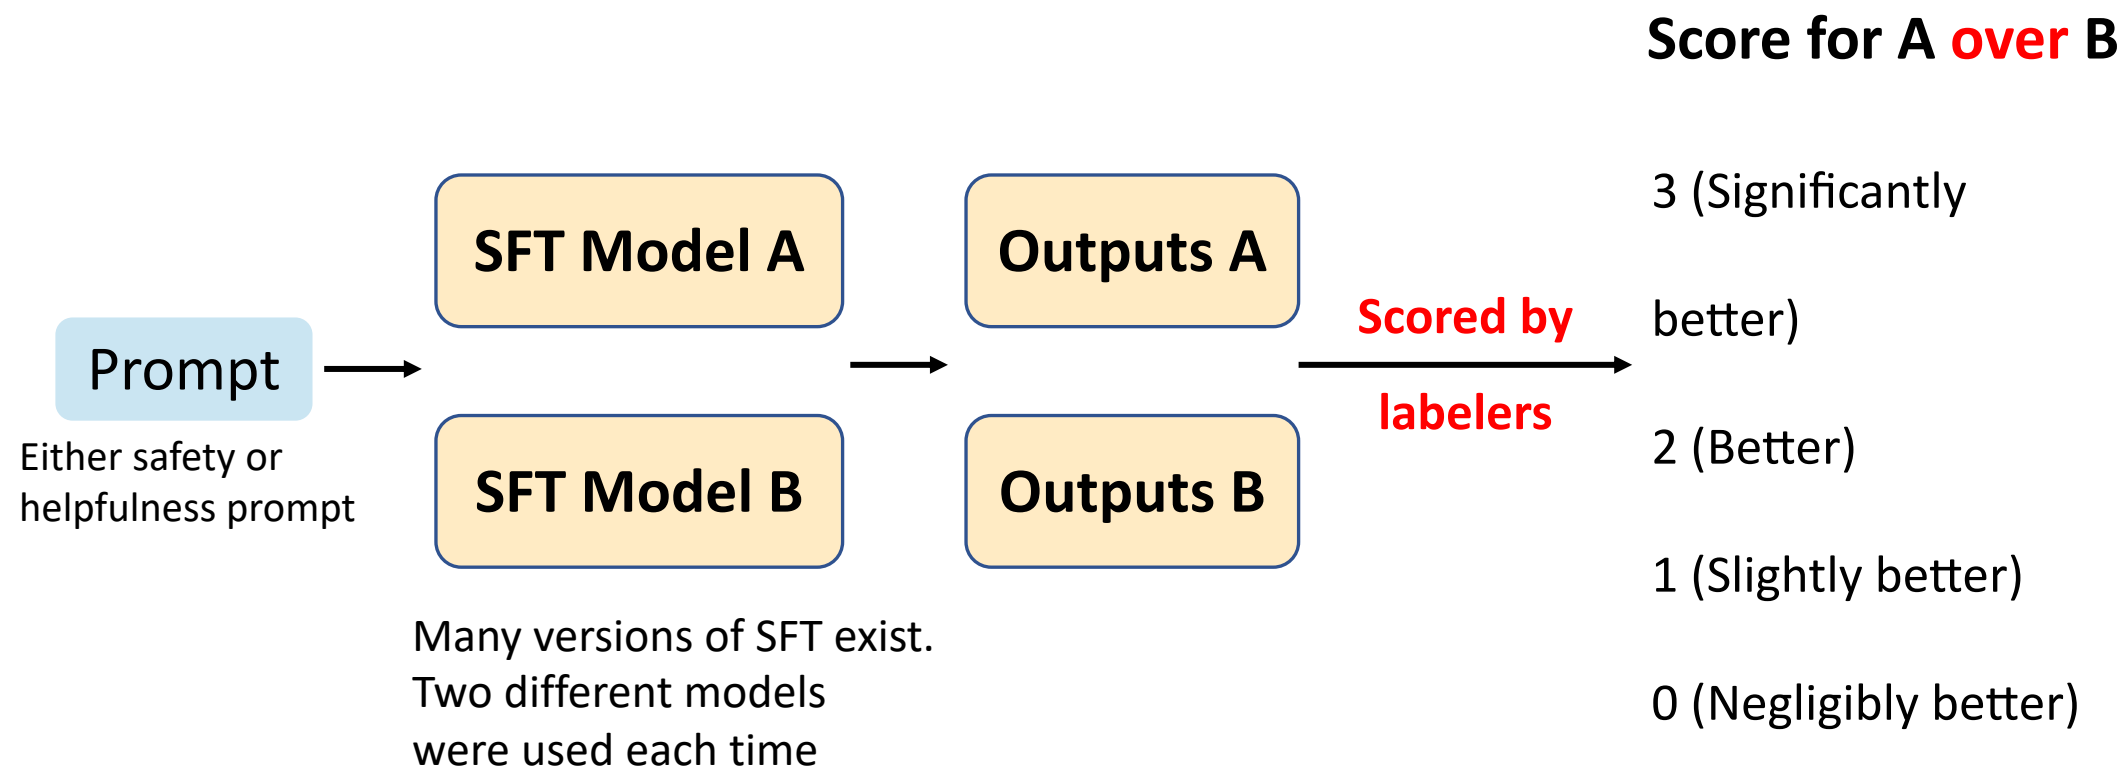 Score for A over B
Prompt
Either safety or
helpfulness prompt
SFT Model A
SFT Model B
Many versions of SFT exist.
Two different models
were used each time
Outputs A
Outputs B
Scored by
labelers
3 (Significantly
better)
2 (Better)
1 (Slightly better)
0 (Negligibly better)